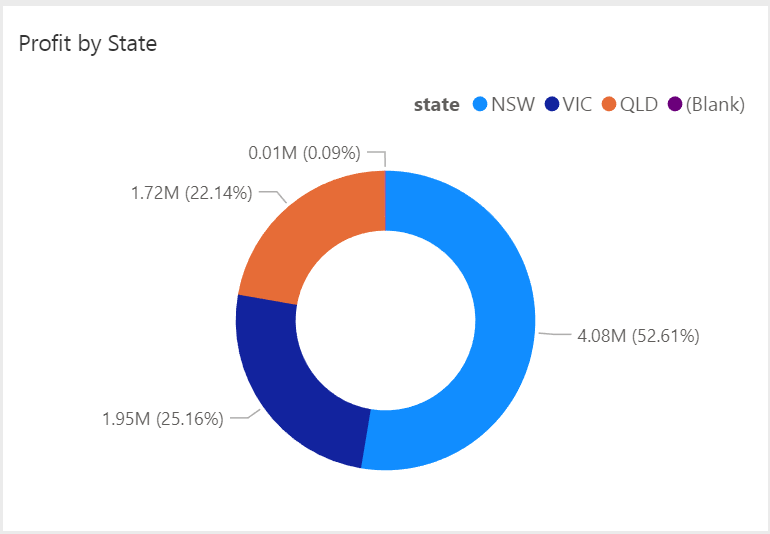 Profit by State
state NSW VIC QLD (Blank)
0.01M (0.09%)
1.72M (22.14%)
4.08M (52.61%)
1.95M (25.16%)